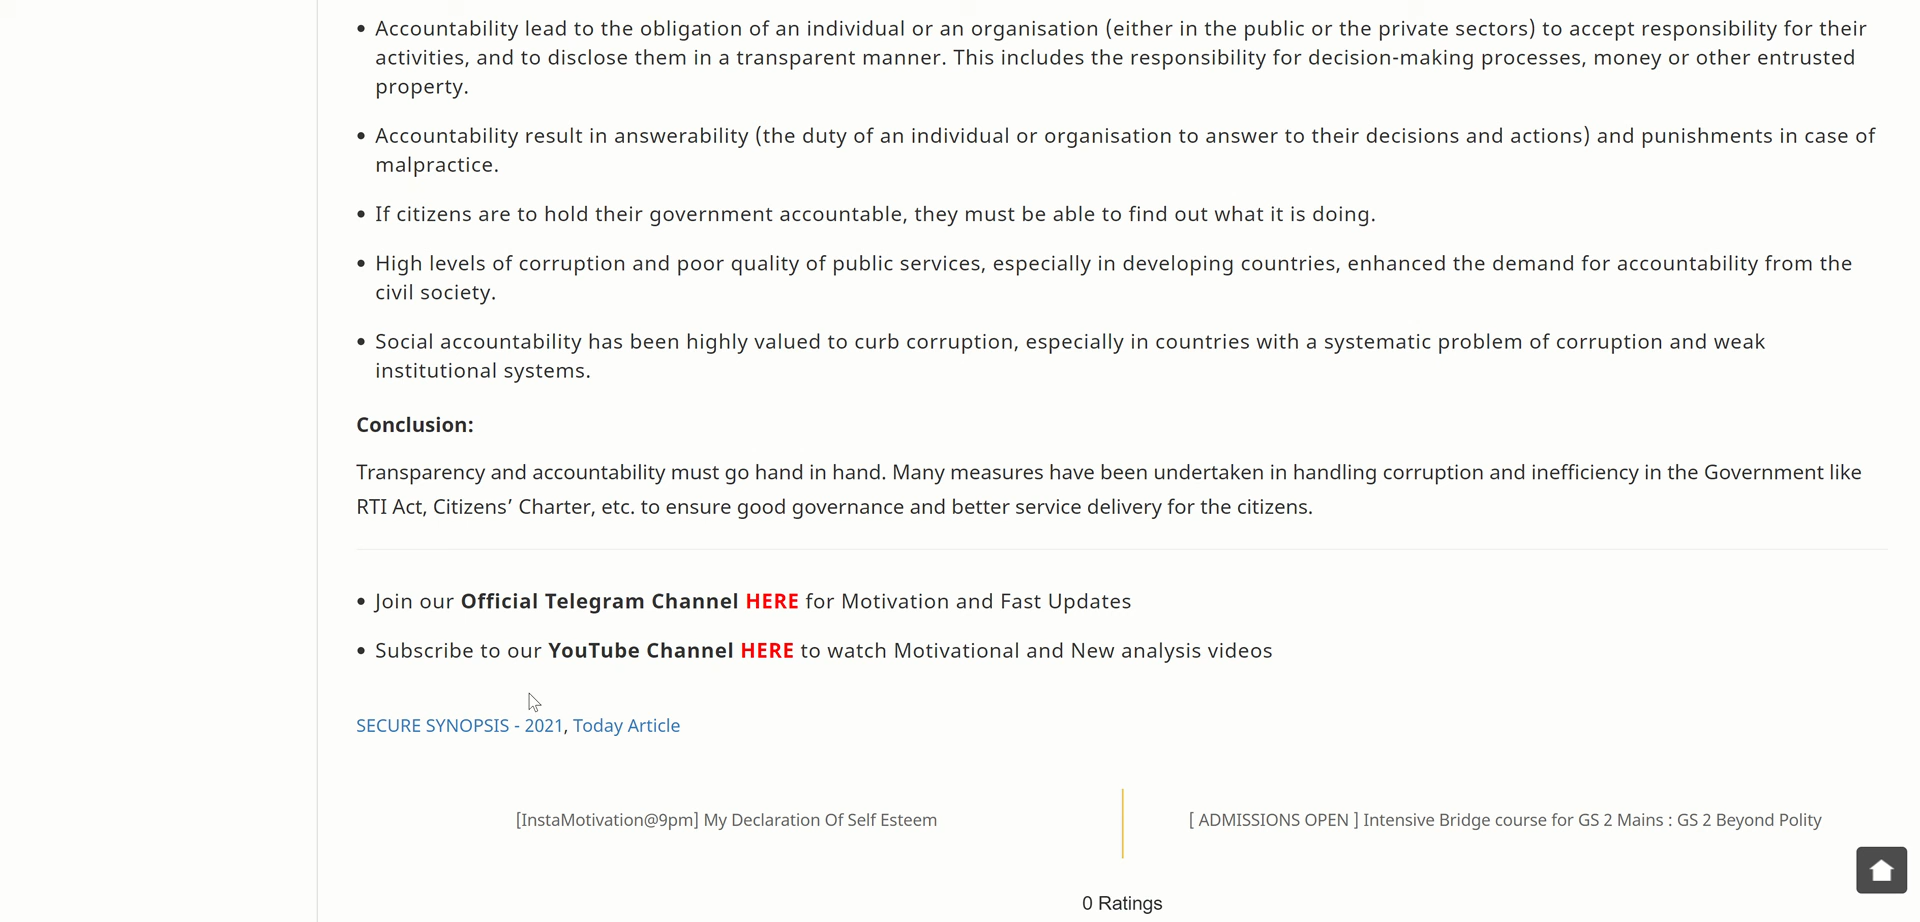 • Accountability lead to the obligation of an individual or an organisation (either in the public or the private sectors) to accept responsibility for their
activities, and to disclose them in a transparent manner. This includes the responsibility for decision-making processes, money or other entrusted
property.
• Accountability result in answerability (the duty of an individual or organisation to answer to their decisions and actions) and punishments in case of
malpractice.
• If citizens are to hold their government accountable, they must be able to find out what it is doing.
• High levels of corruption and poor quality of public services, especially in developing countries, enhanced the demand for accountability from the
civil society.
• Social accountability has been highly valued to curb corruption, especially in countries with a systematic problem of corruption and weak
institutional systems.
Conclusion:
Transparency and accountability must go hand in hand. Many measures have been undertaken in handling corruption and inefficiency in the Government like
RTI Act, Citizens’ Charter, etc. to ensure good governance and better service delivery for the citizens.
• Join our Official Telegram Channel HERE for Motivation and Fast Updates
• Subscribe to our YouTube Channel HERE to watch Motivational and New analysis videos
SECURE SYNOPSIS - 2021, Today Article
[InstaMotivation@9pm] My Declaration Of Self Esteem
[ ADMISSIONS OPEN ] Intensive Bridge course for GS 2 Mains : GS 2 Beyond Polity
0 Ratings